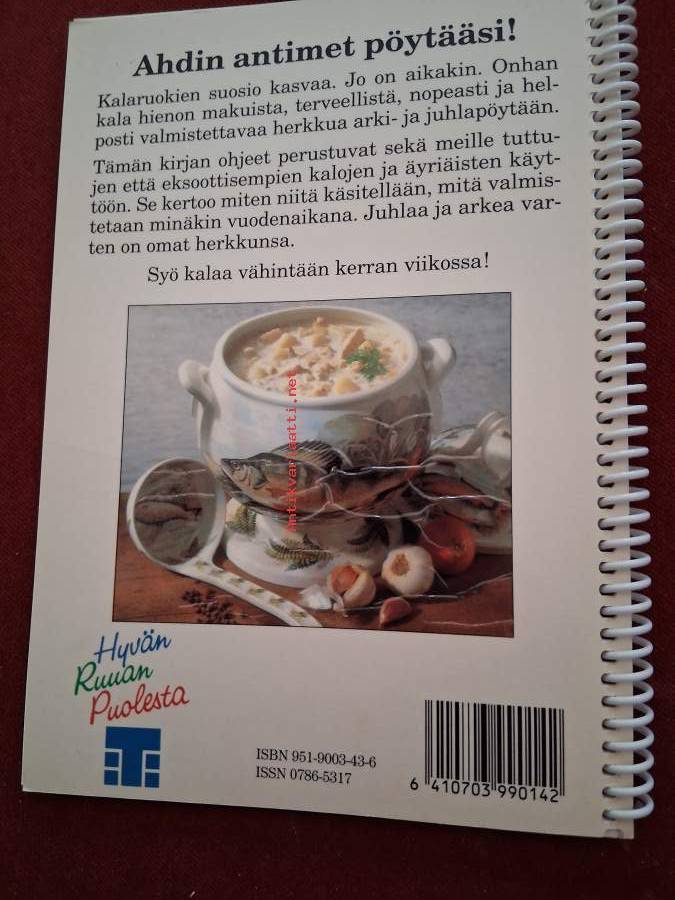 Ahdin antimet pöytääsi!
Kalaruokien suosio kasvaa. Jo on aikakin. Onhan
kala hienon makuista, terveellistä, nopeasti ja hel-
posti valmistettavaa herkkua arki- ja juhlapöytään.
Tämän kirjan ohjeet perustuvat sekä meille tuttu-
jen että eksoottisempien kalojen ja äyriäisten käyt-
töön. Se kertoo miten niitä käsitellään, mitä valmis-
tetaan minäkin vuodenaikana. Juhlaa ja arkea var-
ten on omat herkkunsa.
Syö kalaa vähintään kerran viikossa!
antikvariaatti.net
Hyvän
Ruuan
Puolesta
ISBN 951-9003-43-6
ISSN 0786-5317
6 410703 990142